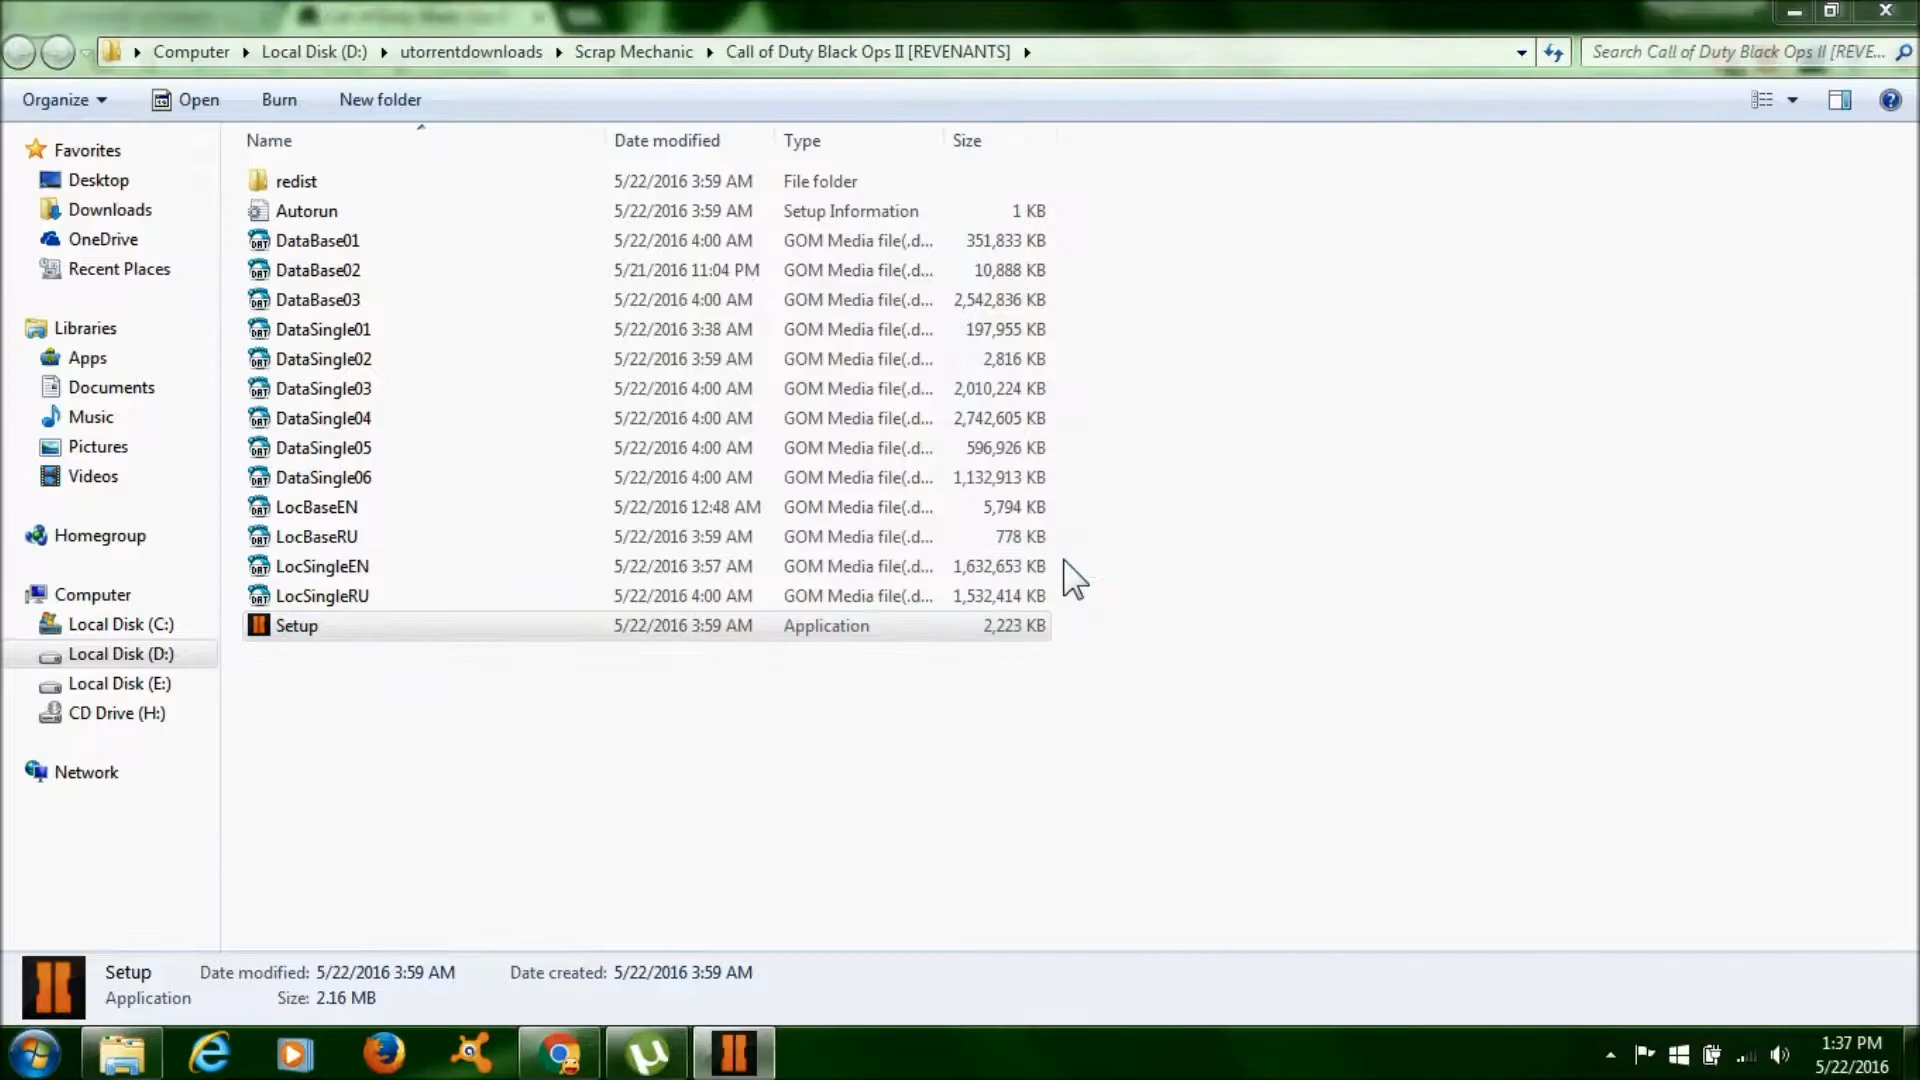 Computer Local Disk (D:) utorrentdownloads Scrap Mechanic Call of Duty Black Ops II [REVENANTS] Search Call of Duty Black Ops II [REVE...
Organize Open Burn New folder
Name Date modified Type Size
redist 5/22/2016 3:59 AM File folder
Autorun 5/22/2016 3:59 AM Setup Information 1 KB
DataBase01 5/22/2016 4:00 AM GOM Media file(.d... 351,833 KB
DataBase02 5/21/2016 11:04 PM GOM Media file(.d... 10,888 KB
DataBase03 5/22/2016 4:00 AM GOM Media file(.d... 2,542,836 KB
DataSingle01 5/22/2016 3:38 AM GOM Media file(.d... 197,955 KB
DataSingle02 5/22/2016 3:59 AM GOM Media file(.d... 2,816 KB
DataSingle03 5/22/2016 4:00 AM GOM Media file(.d... 2,010,224 KB
DataSingle04 5/22/2016 4:00 AM GOM Media file(.d... 2,742,605 KB
DataSingle05 5/22/2016 4:00 AM GOM Media file(.d... 596,926 KB
DataSingle06 5/22/2016 4:00 AM GOM Media file(.d... 1,132,913 KB
LocBaseEN 5/22/2016 12:48 AM GOM Media file(.d... 5,794 KB
LocBaseRU 5/22/2016 3:59 AM GOM Media file(.d... 778 KB
LocSingleEN 5/22/2016 3:57 AM GOM Media file(.d... 1,632,653 KB
LocSingleRU 5/22/2016 4:00 AM GOM Media file(.d... 1,532,414 KB
Setup 5/22/2016 3:59 AM Application 2,223 KB
Favorites
Desktop
Downloads
OneDrive
Recent Places
Libraries
Apps
Documents
Music
Pictures
Videos
Homegroup
Computer
Local Disk (C:)
Local Disk (D:)
Local Disk (E:)
CD Drive (H:)
Network
Setup Date modified: 5/22/2016 3:59 AM Date created: 5/22/2016 3:59 AM
Application Size: 2.16 MB
1:37 PM
5/22/2016